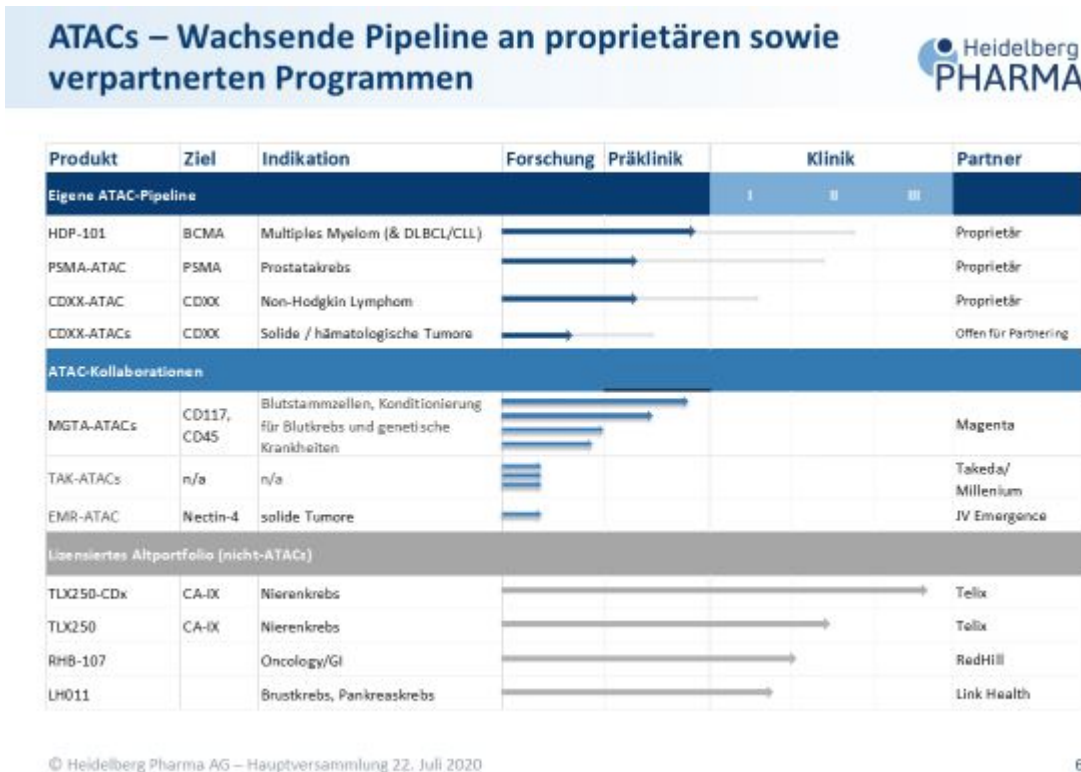 ATACs – Wachsende Pipeline an proprietären sowie
verpartnerten Programmen
Heidelberg
PHARMA
Produkt Ziel Indikation Forschung Präklinik Klinik Partner
Eigene ATAC-Pipeline I II III
HDP-101 BCMA Multiples Myelom (& DLBCL/CLL) Proprietär
PSMA-ATAC PSMA Prostatakrebs Proprietär
CDXX-ATAC CDXX Non-Hodgkin Lymphom Proprietär
CDXX-ATACs CDXX Solide / hämatologische Tumore Offen für Partnering
ATAC-Kollaborationen
MGTA-ATACs CD117, CD45 Blutstammzellen, Konditionierung
für Blutkrebs und genetische
Krankheiten Magenta
TAK-ATACs n/a n/a Takeda/
Millenium
EMR-ATAC Nectin-4 solide Tumore JV Emergence
Lizensiertes Altportfolio (nicht-ATACs)
TLX250-CDx CA-IX Nierenkrebs Telix
TLX250 CA-IX Nierenkrebs Telix
RHB-107 Oncology/GI RedHill
LH011 Brustkrebs, Pankreaskrebs Link Health
© Heidelberg Pharma AG – Hauptversammlung 22. Juli 2020 6